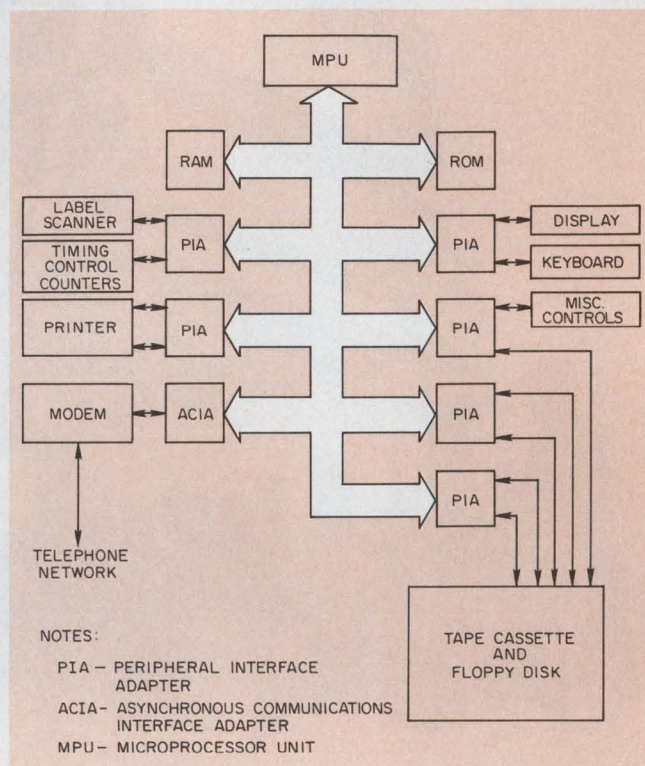 MPU
RAM
ROM
LABEL
SCANNER
TIMING
CONTROL
COUNTERS
PIA
PIA
DISPLAY
KEYBOARD
PRINTER
PIA
PIA
MISC.
CONTROLS
MODEM
ACIA
PIA
PIA
TELEPHONE
NETWORK
TAPE CASSETTE
AND
FLOPPY DISK
NOTES:
PIA – PERIPHERAL INTERFACE
ADAPTER
ACIA– ASYNCHRONOUS COMMUNICATIONS
INTERFACE ADAPTER
MPU– MICROPROCESSOR UNIT